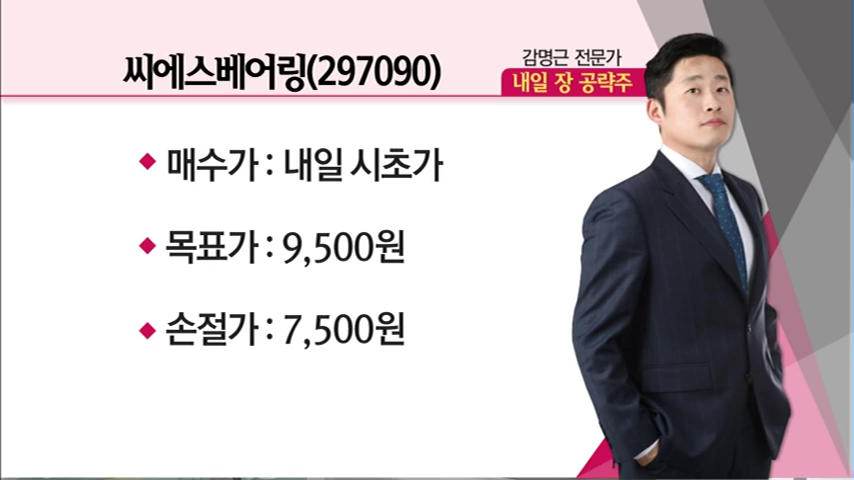 감명근 전문가
씨에스베어링(297090)
내일 장 공략주
매수가 : 내일 시초가
목표가 : 9,500원
손절가 : 7,500원